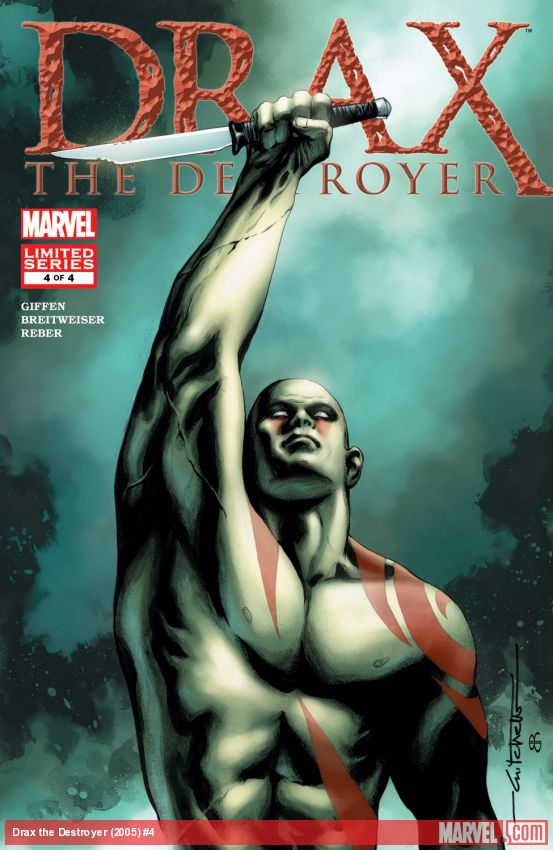 DRAX
THE DESTROYER
MARVEL
LIMITED
SERIES
4 OF 4
GIFFEN
BREITWEISER
REBER
Drax the Destroyer (2005) #4
MARVEL.com